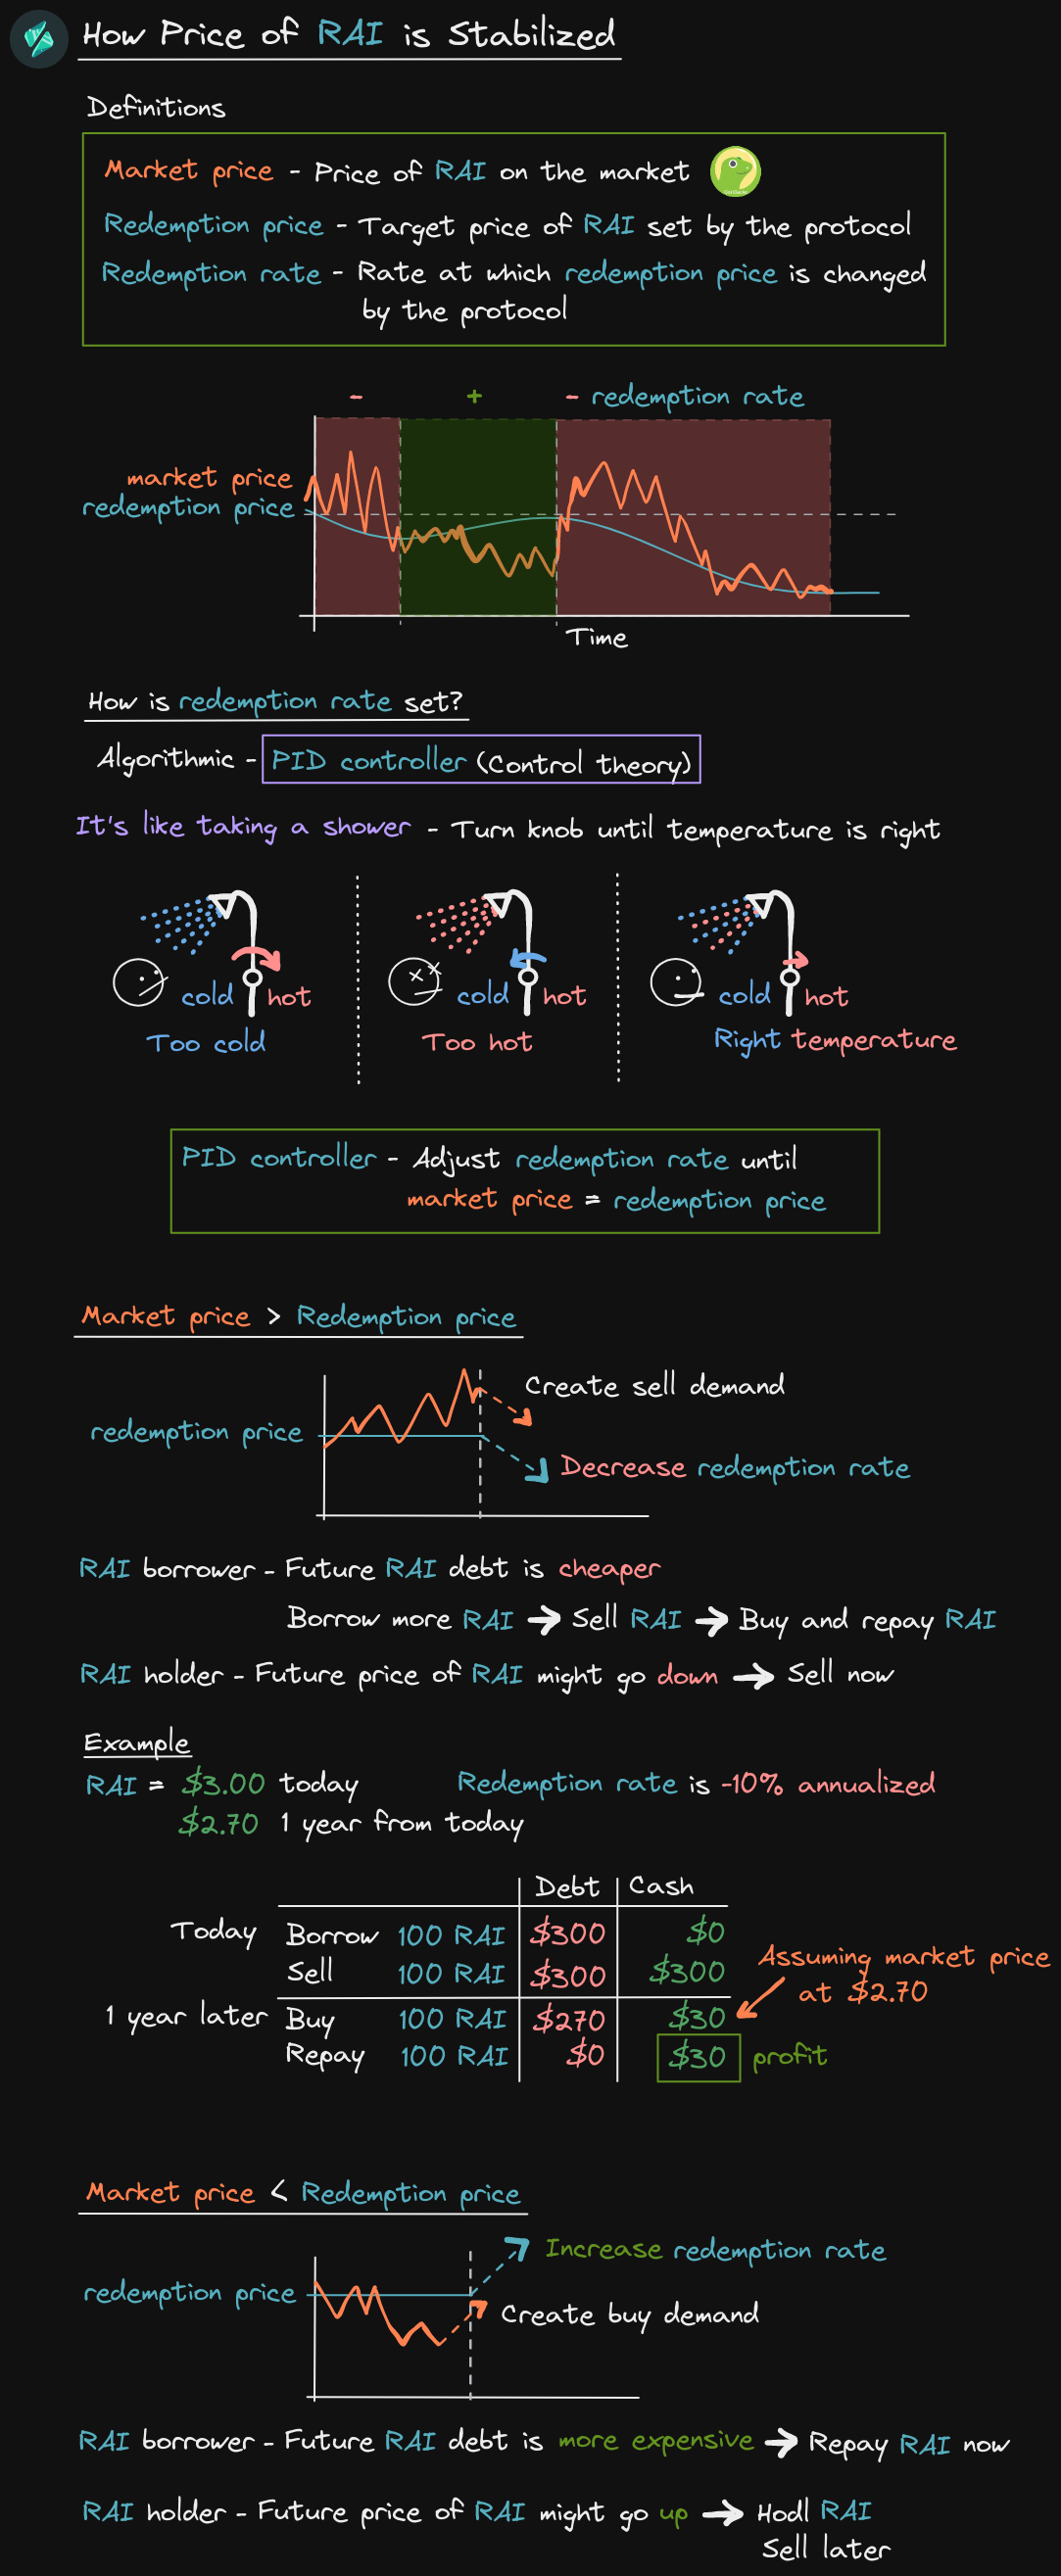 How Price of RAI is Stabilized
Definitions
Market price - Price of RAI on the market
Redemption price - Target price of RAI set by the protocol
Redemption rate - Rate at which redemption price is changed
by the protocol
- + - redemption rate
market price
redemption price
Time
How is redemption rate set?
Algorithmic - PID controller (Control theory)
It's like taking a shower - Turn knob until temperature is right
cold hot
Too cold
cold hot
Too hot
cold hot
Right temperature
PID controller - Adjust redemption rate until
market price = redemption price
Market price > Redemption price
Create sell demand
redemption price
Decrease redemption rate
RAI borrower - Future RAI debt is cheaper
Borrow more RAI → Sell RAI → Buy and repay RAI
RAI holder - Future price of RAI might go down → Sell now
Example
RAI = $3.00 today Redemption rate is -10% annualized
$2.70 1 year from today
Debt Cash
Today Borrow 100 RAI $300 $0
Sell 100 RAI $300 $300
Assuming market price
at $2.70
1 year later Buy 100 RAI $270 $30
Repay 100 RAI $0 $30 profit
Market price < Redemption price
Increase redemption rate
redemption price
Create buy demand
RAI borrower - Future RAI debt is more expensive → Repay RAI now
RAI holder - Future price of RAI might go up → Hodl RAI
Sell later